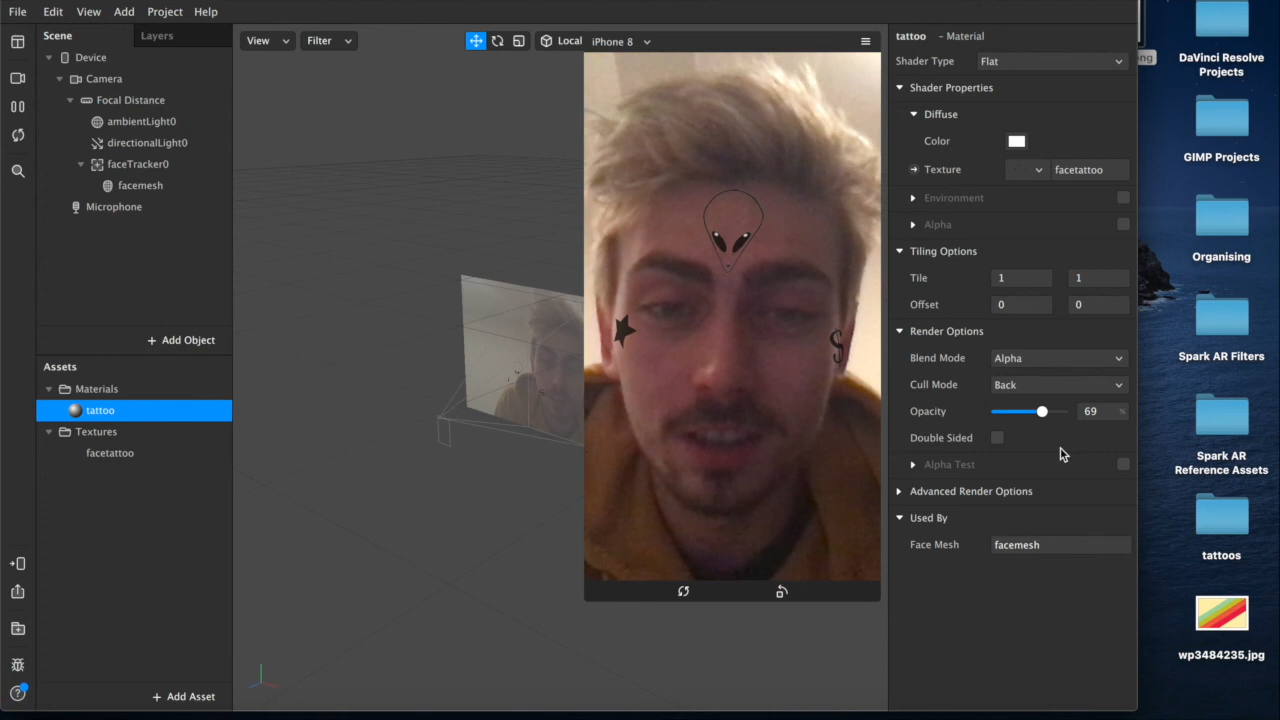 File Edit View Add Project Help
Scene Layers
Device
Camera
Focal Distance
ambientLight0
directionalLight0
faceTracker0
facemesh
Microphone
+ Add Object
Assets
Materials
tattoo
Textures
facetattoo
+ Add Asset
View Filter Local iPhone 8
$
tattoo - Material
Shader Type Flat
Shader Properties
Diffuse
Color
Texture facetattoo
Environment
Alpha
Tiling Options
Tile 1 1
Offset 0 0
Render Options
Blend Mode Alpha
Cull Mode Back
Opacity 69 %
Double Sided
Alpha Test
Advanced Render Options
Used By
Face Mesh facemesh
DaVinci Resolve
Projects
GIMP Projects
Organising
Spark AR Filters
Spark AR
Reference Assets
tattoos
wp3484235.jpg